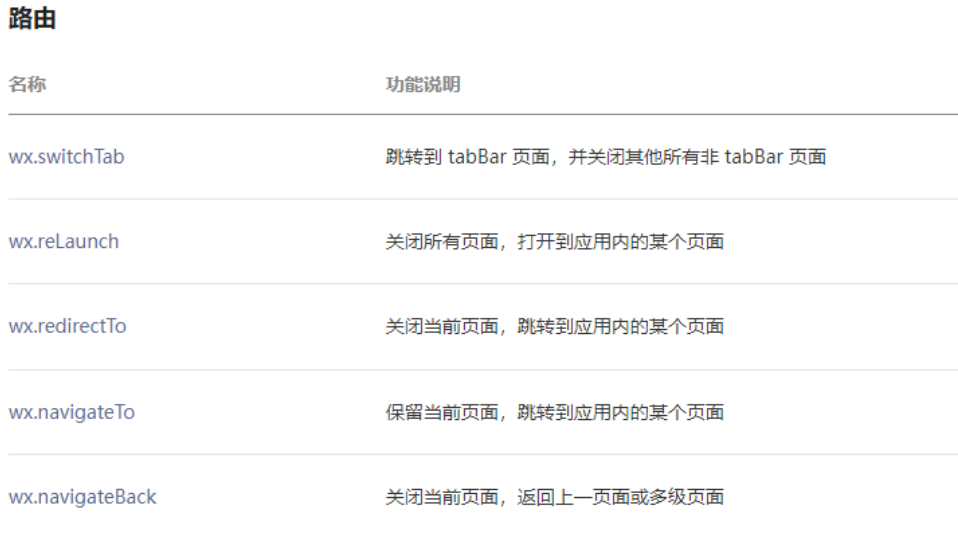 路由
名称 功能说明
wx.switchTab 跳转到 tabBar 页面，并关闭其他所有非 tabBar 页面
wx.reLaunch 关闭所有页面，打开到应用内的某个页面
wx.redirectTo 关闭当前页面，跳转到应用内的某个页面
wx.navigateTo 保留当前页面，跳转到应用内的某个页面
wx.navigateBack 关闭当前页面，返回上一页面或多级页面